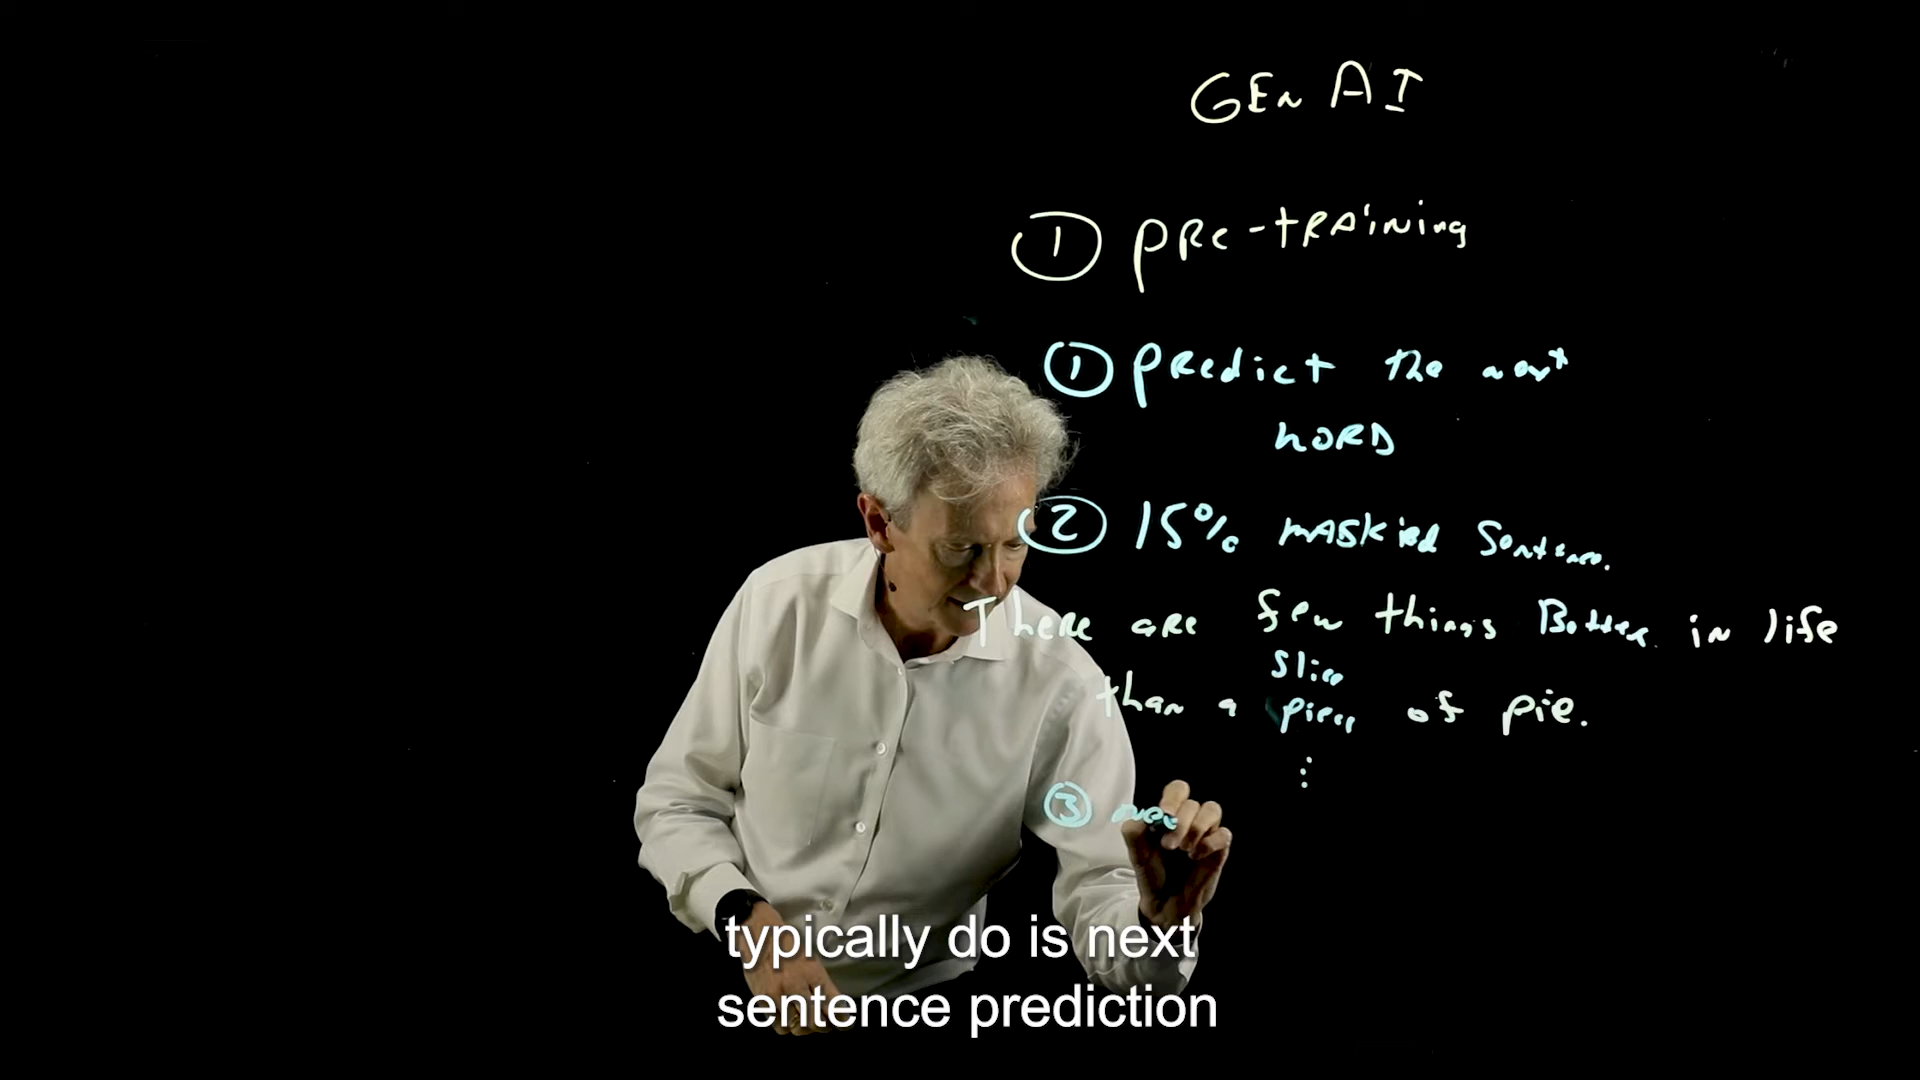 GEN AI
① PRE-TRAINING
① PREDICT THE NEXT
WORD
② 15% MASKED Sentence.
THERE ARE few things Better in life
Slice
than a piece of pie.
⋮
③ nex
typically do is next
sentence prediction